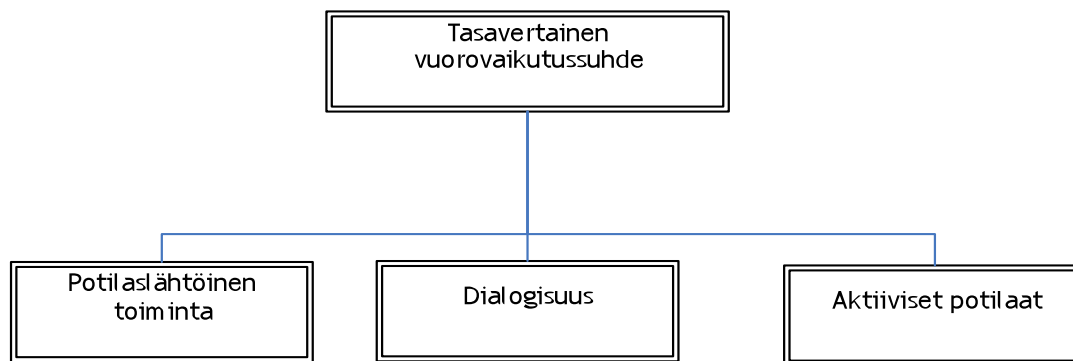 Tasavertainen
vuorovaikutussuhde
Potilaslähtöinen
toiminta
Dialogisuus
Aktiiviset potilaat